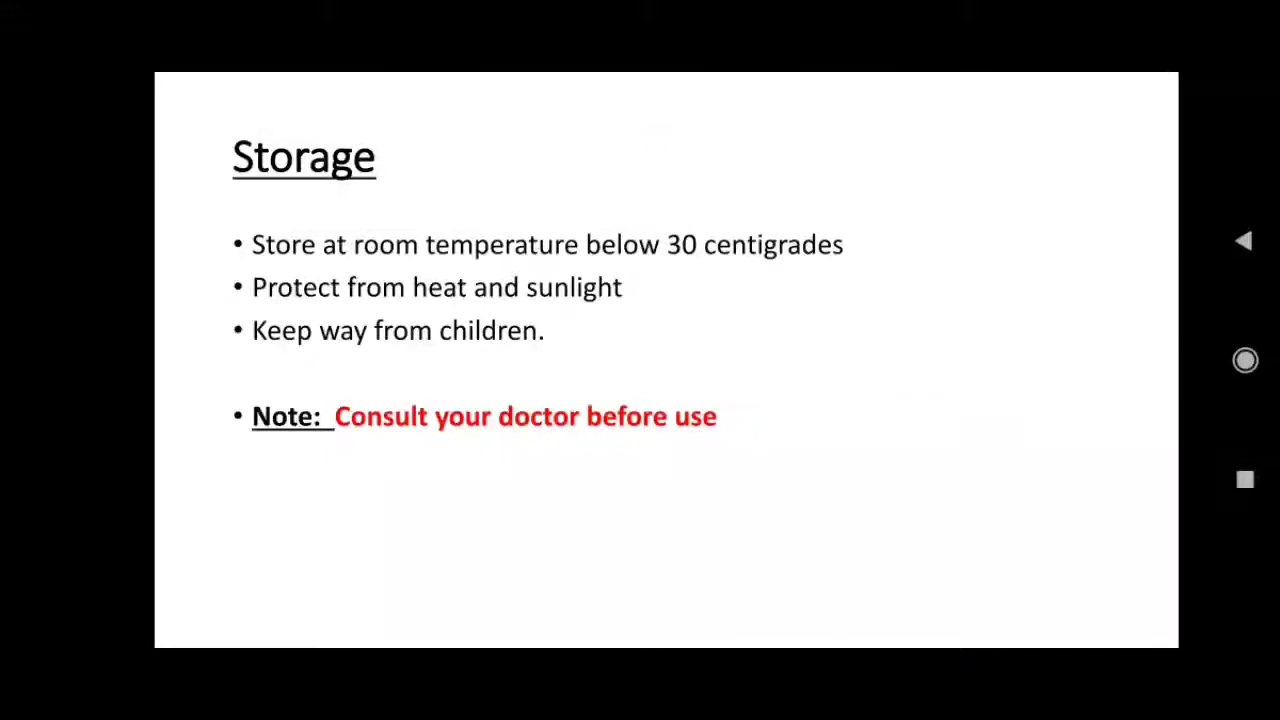 Storage
• Store at room temperature below 30 centigrades
• Protect from heat and sunlight
• Keep way from children.
• Note: Consult your doctor before use